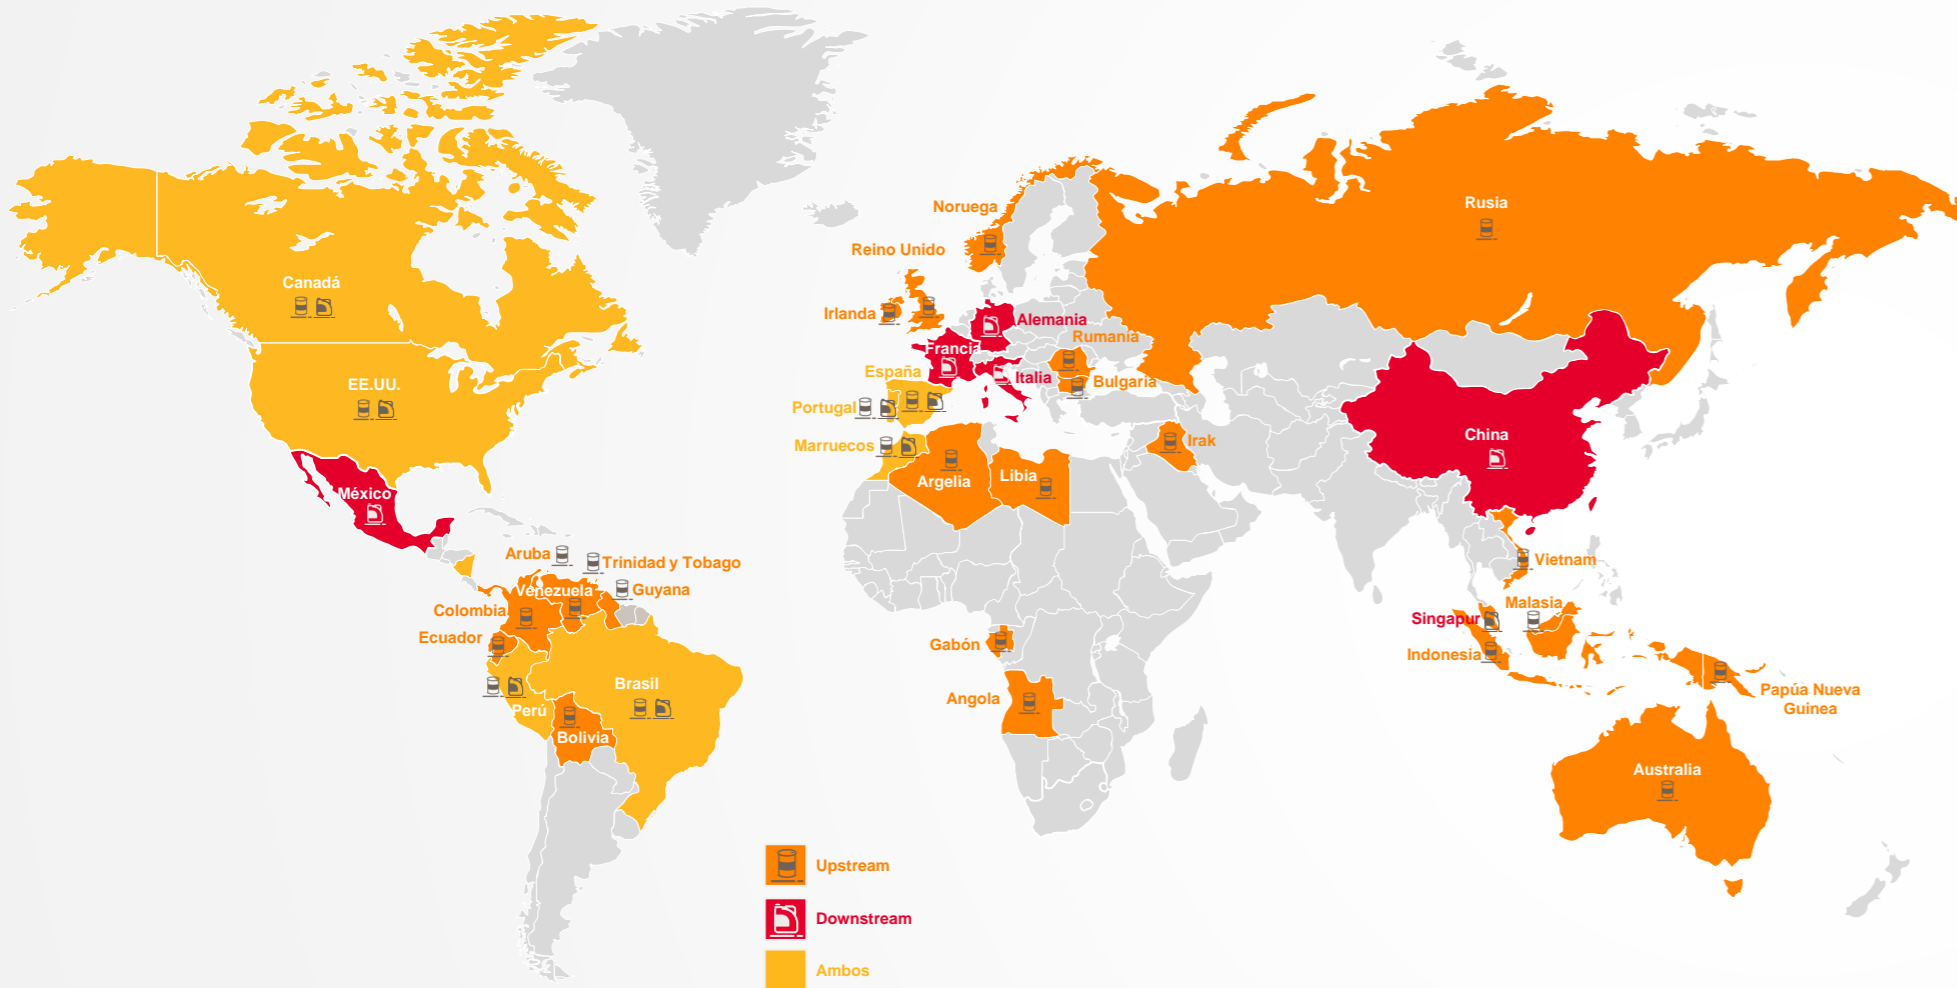 Canadá
EE.UU.
México
Aruba
Trinidad y Tobago
Venezuela
Guyana
Colombia
Ecuador
Perú
Brasil
Bolivia
Noruega
Reino Unido
Irlanda
Alemania
Francia
Rumanía
España
Italia
Bulgaria
Portugal
Marruecos
Argelia
Libia
Irak
Gabón
Angola
Rusia
China
Vietnam
Malasia
Singapur
Indonesia
Papúa Nueva
Guinea
Australia
Upstream
Downstream
Ambos